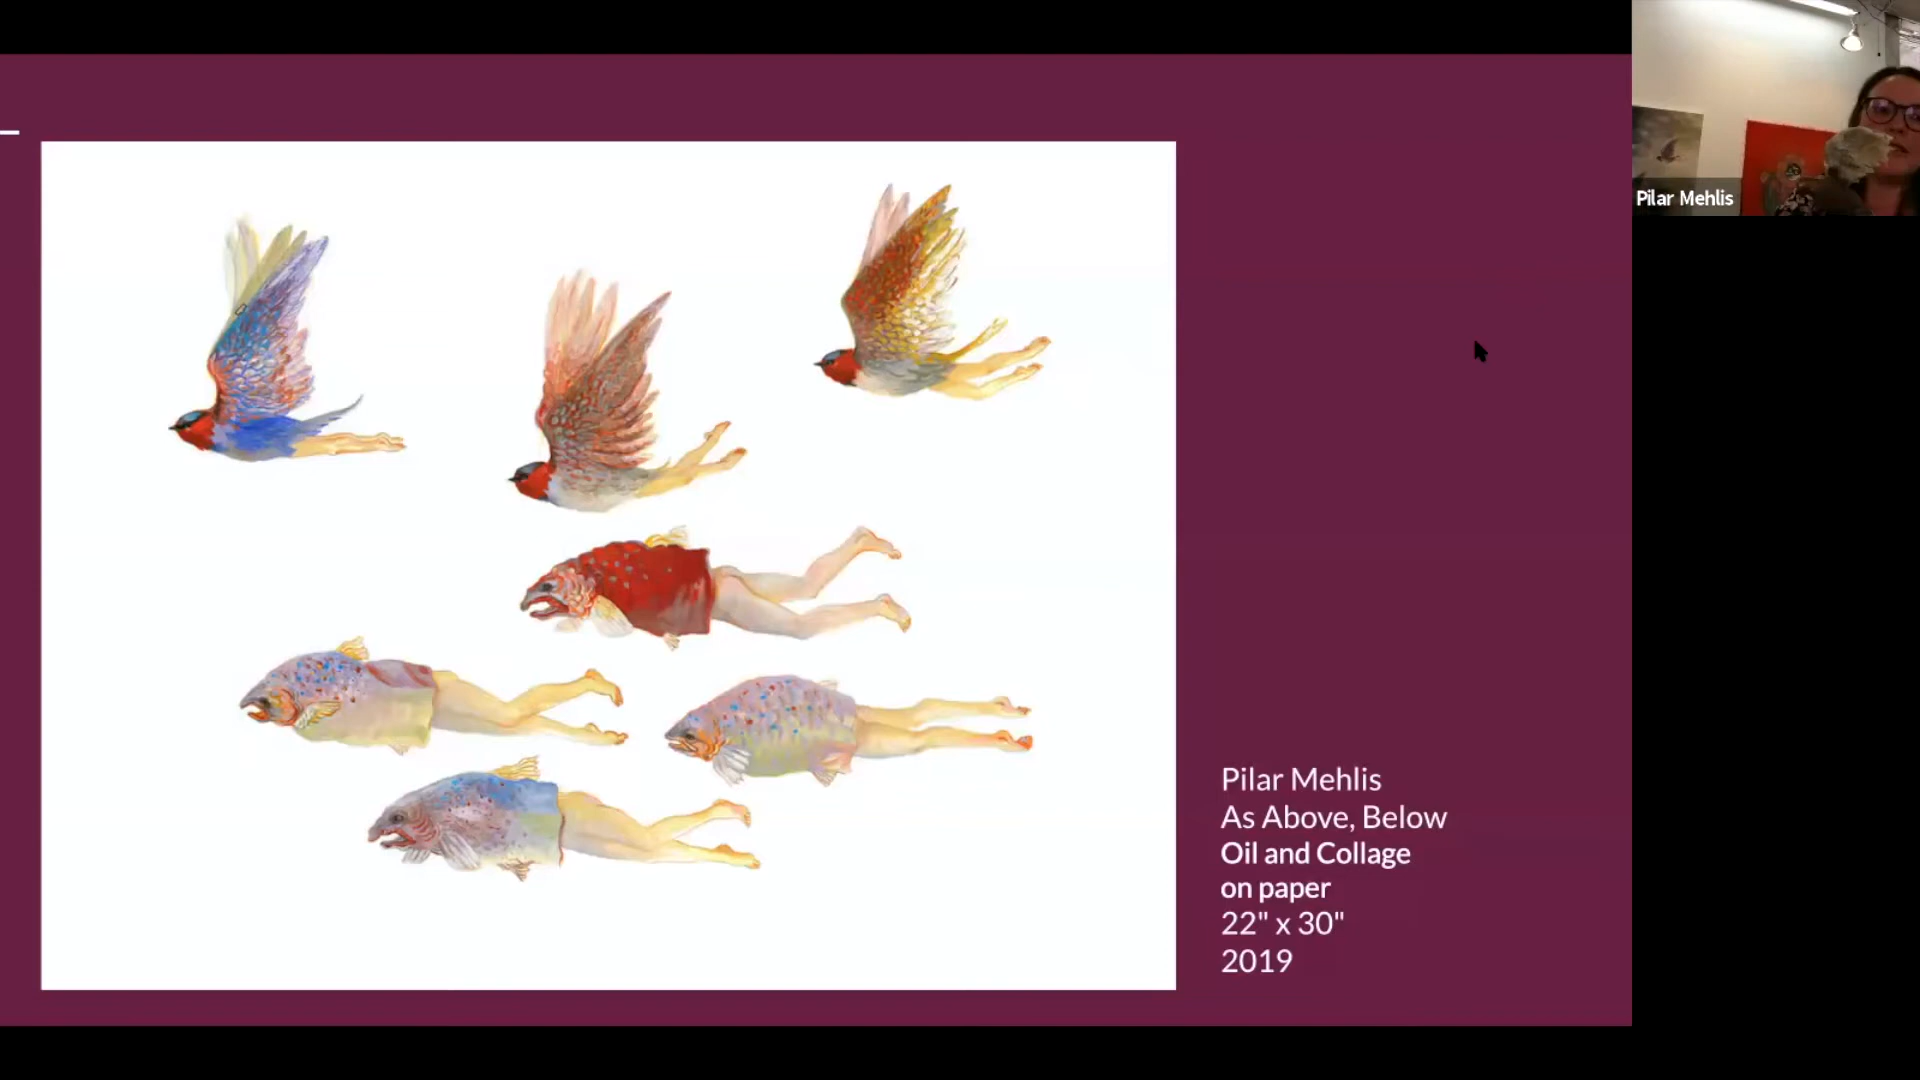 Pilar Mehlis
Pilar Mehlis
As Above, Below
Oil and Collage
on paper
22" x 30"
2019